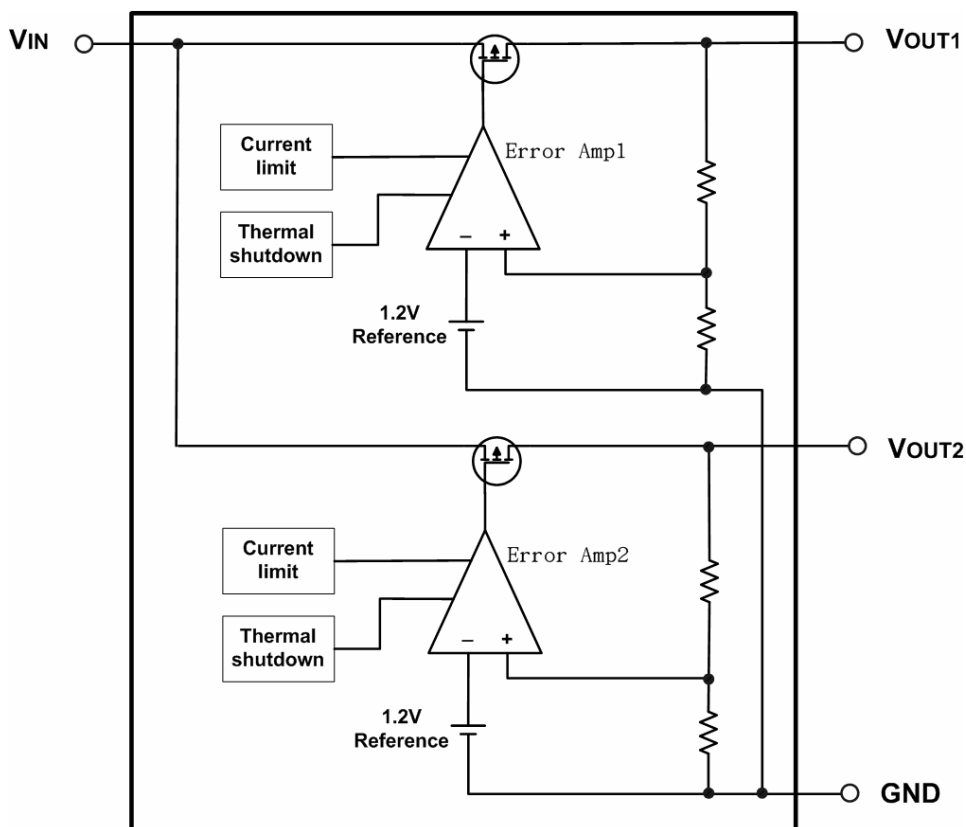 VIN
VOUT1
Current
limit
Error Amp1
Thermal
shutdown
− +
1.2V
Reference
VOUT2
Current
limit
Error Amp2
Thermal
shutdown
− +
1.2V
Reference
GND